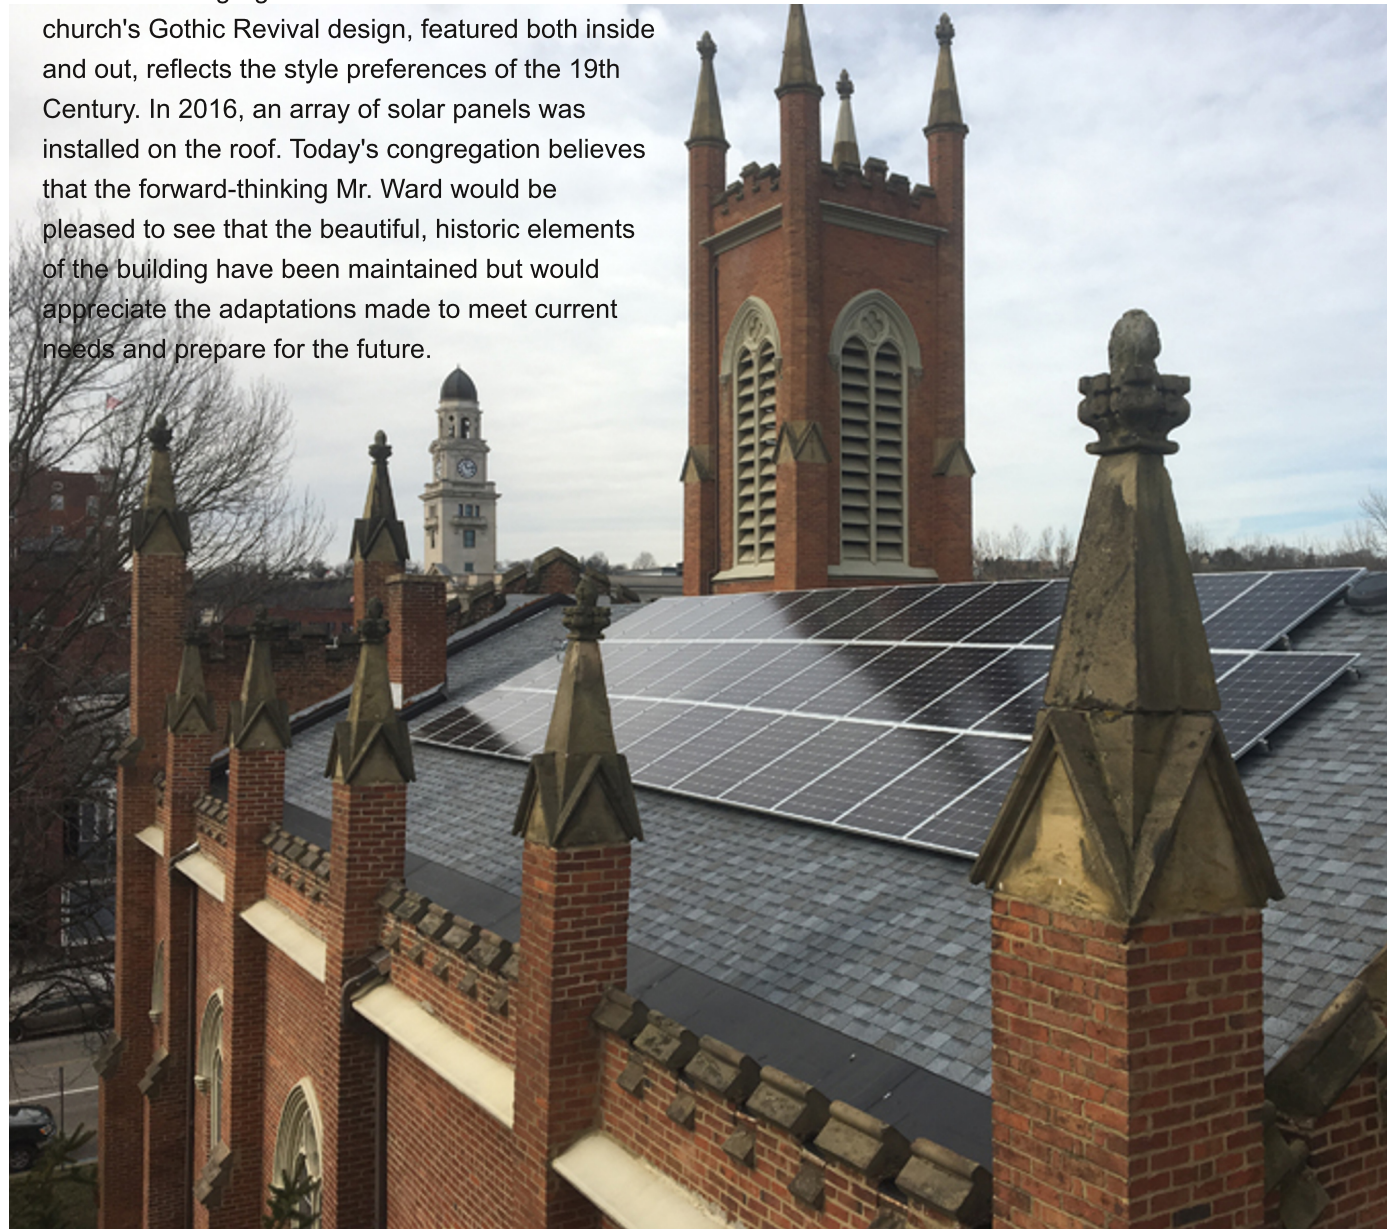 church's Gothic Revival design, featured both inside
and out, reflects the style preferences of the 19th
Century. In 2016, an array of solar panels was
installed on the roof. Today's congregation believes
that the forward-thinking Mr. Ward would be
pleased to see that the beautiful, historic elements
of the building have been maintained but would
appreciate the adaptations made to meet current
needs and prepare for the future.